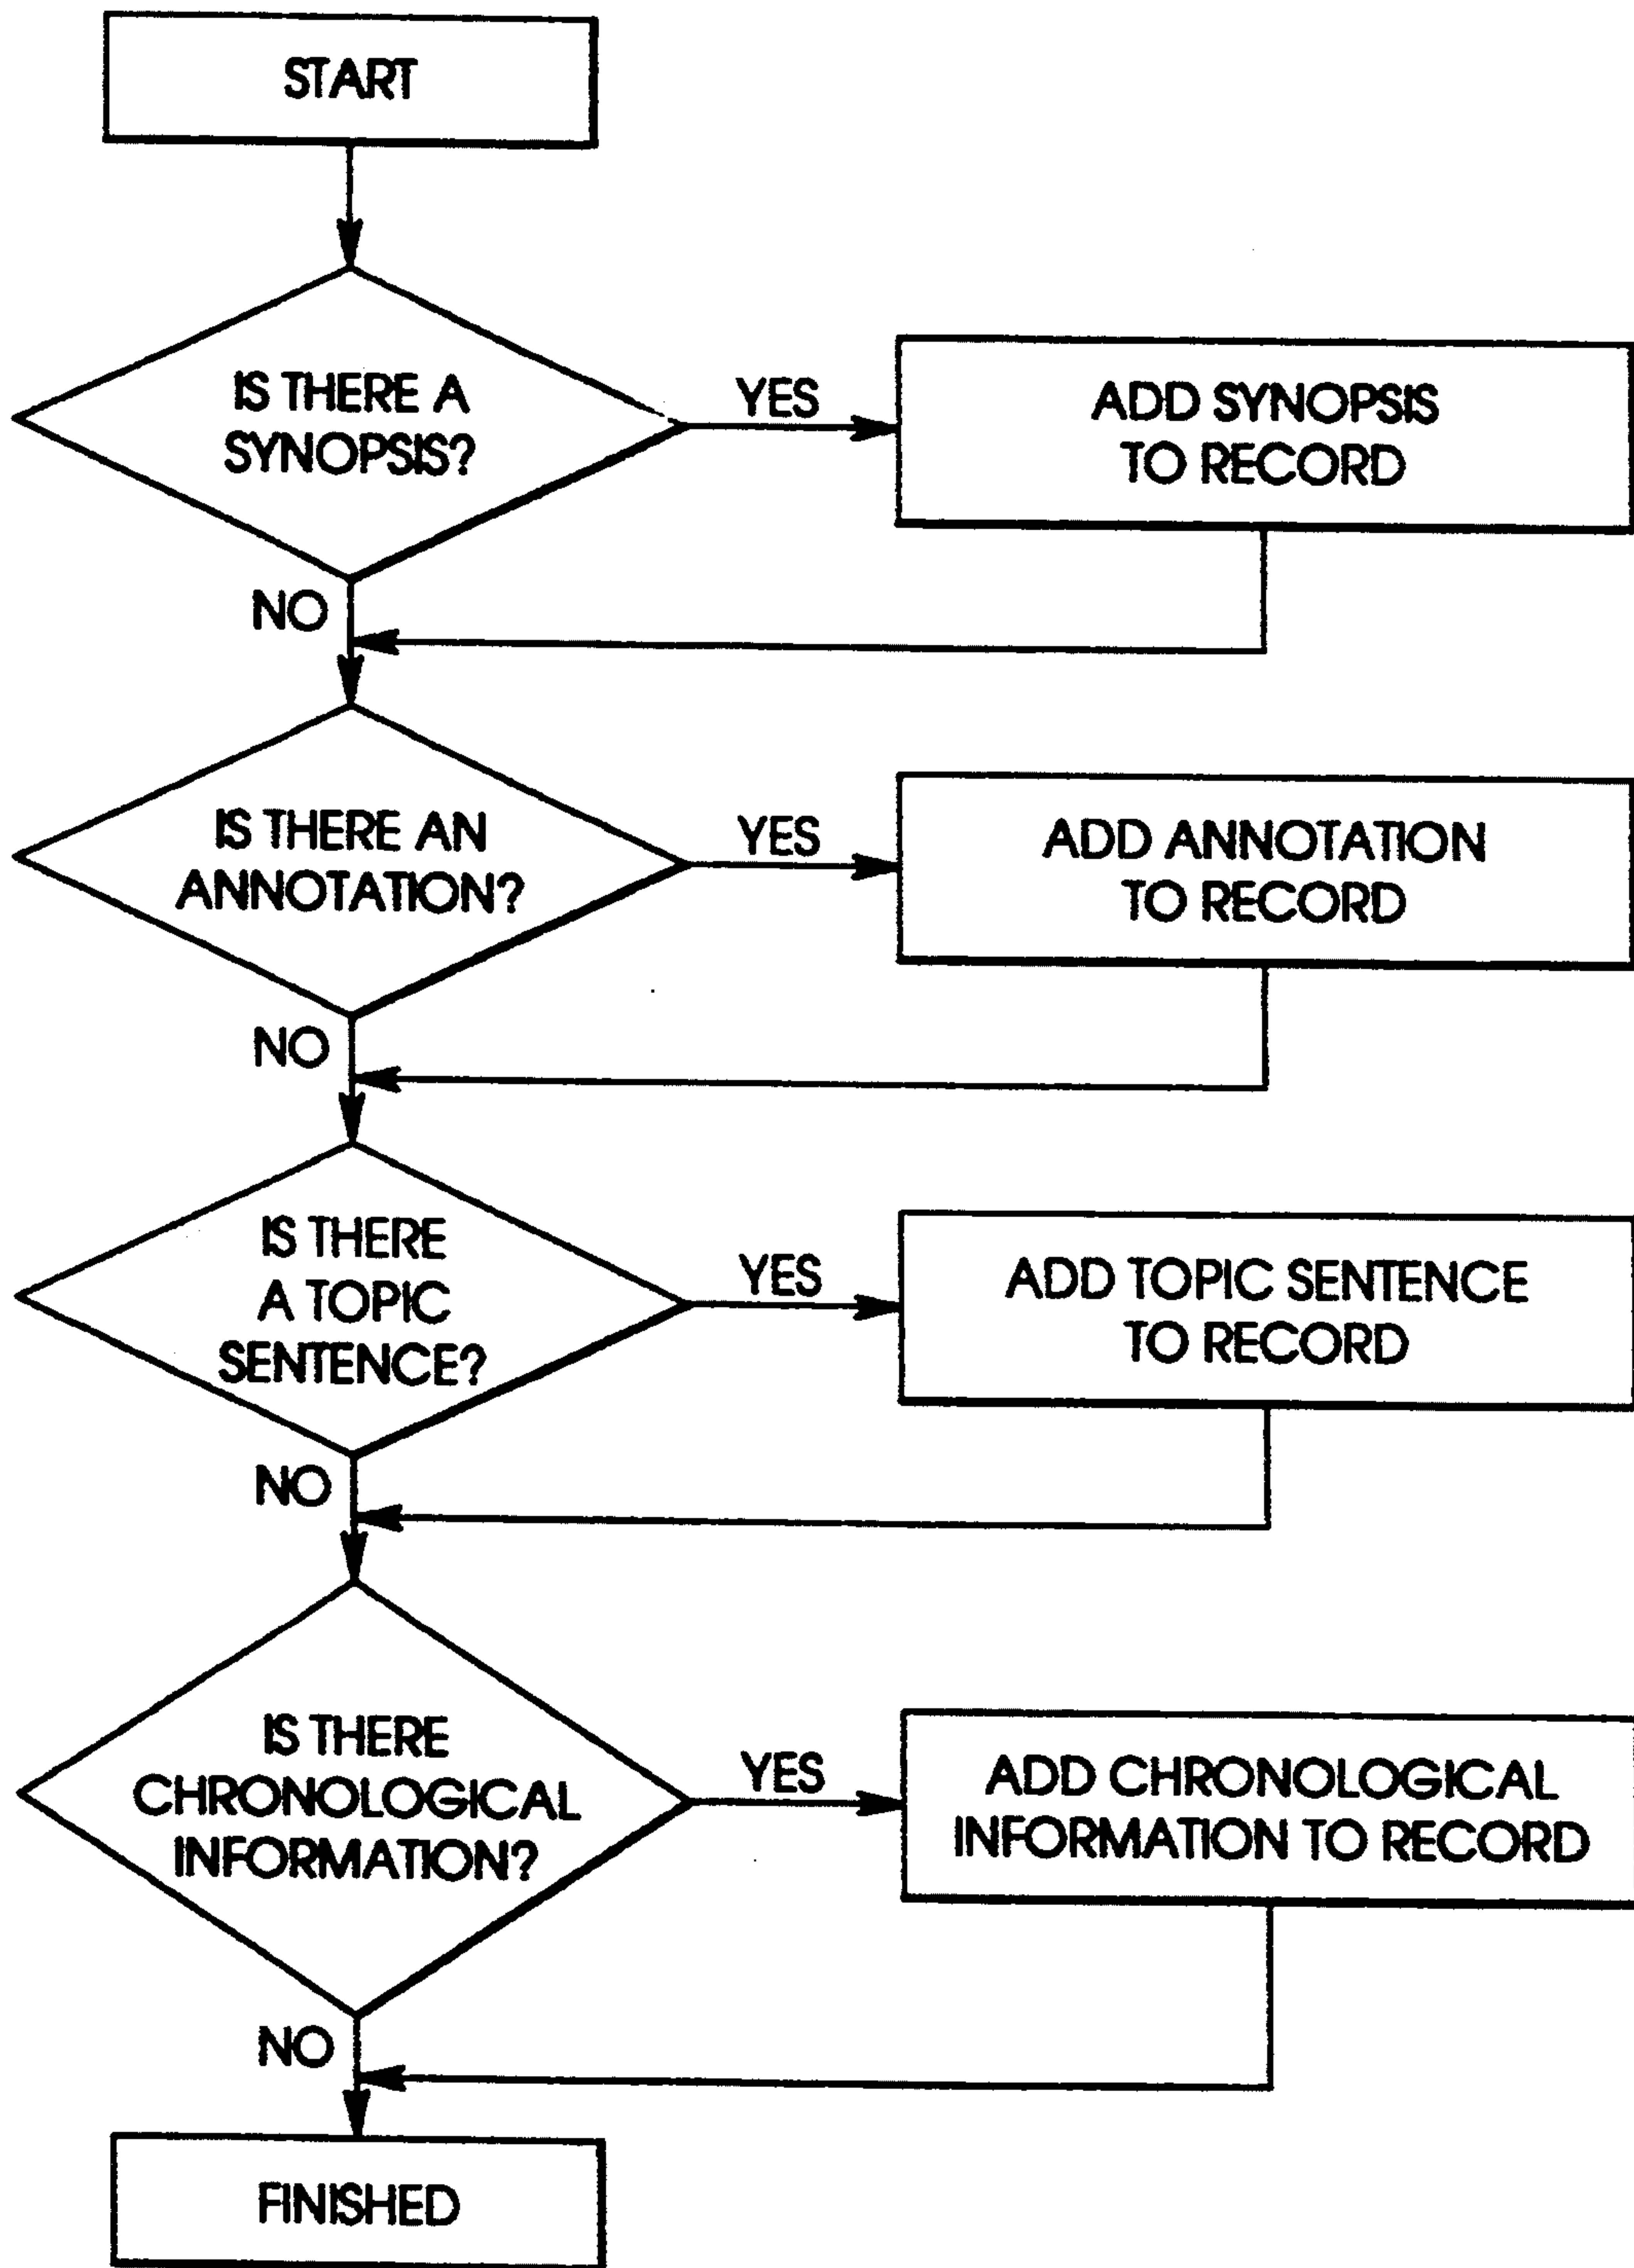 START
IS THERE A
SYNOPSIS?
YES
ADD SYNOPSIS
TO RECORD
NO
IS THERE AN
ANNOTATION?
YES
ADD ANNOTATION
TO RECORD
NO
IS THERE
A TOPIC
SENTENCE?
YES
ADD TOPIC SENTENCE
TO RECORD
NO
IS THERE
CHRONOLOGICAL
INFORMATION?
YES
ADD CHRONOLOGICAL
INFORMATION TO RECORD
NO
FINISHED